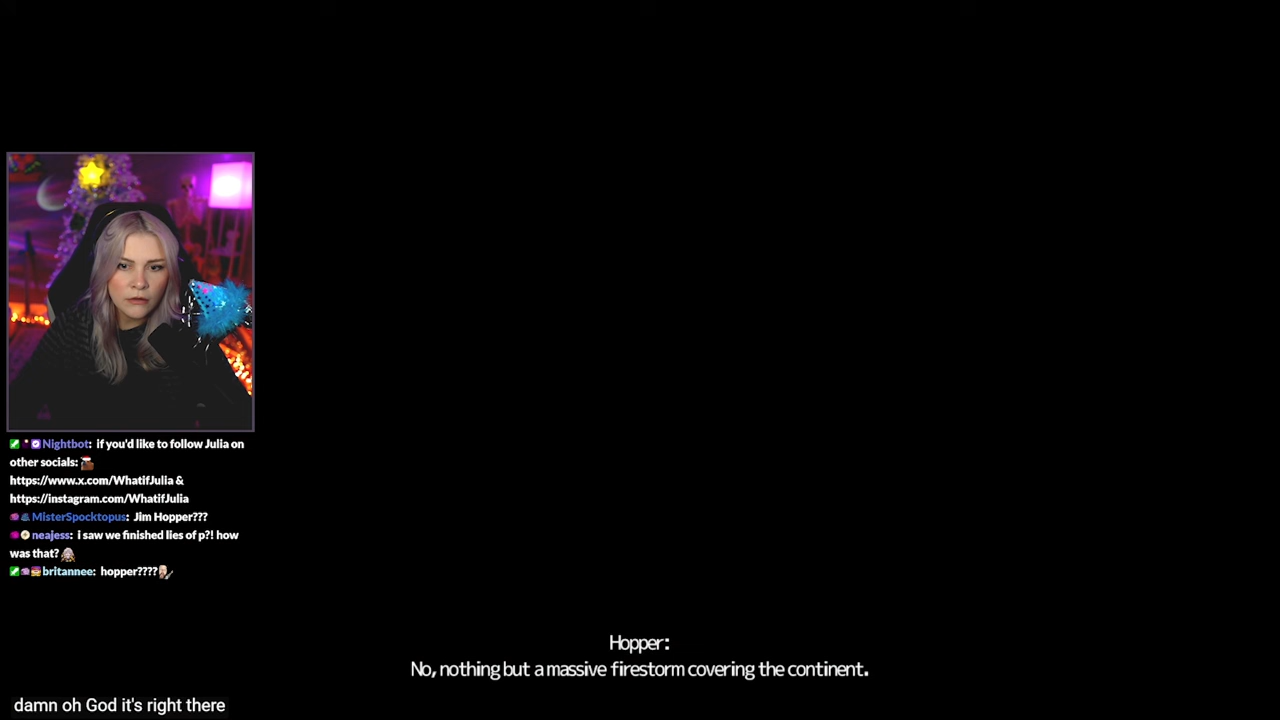 Nightbot: if you'd like to follow Julia on
other socials:
https://www.x.com/WhatifJulia &
https://instagram.com/WhatifJulia
MisterSpocktopus: Jim Hopper???
neajess: i saw we finished lies of p?! how
was that?
britannee: hopper????
Hopper:
No, nothing but a massive firestorm covering the continent.
damn oh God it's right there